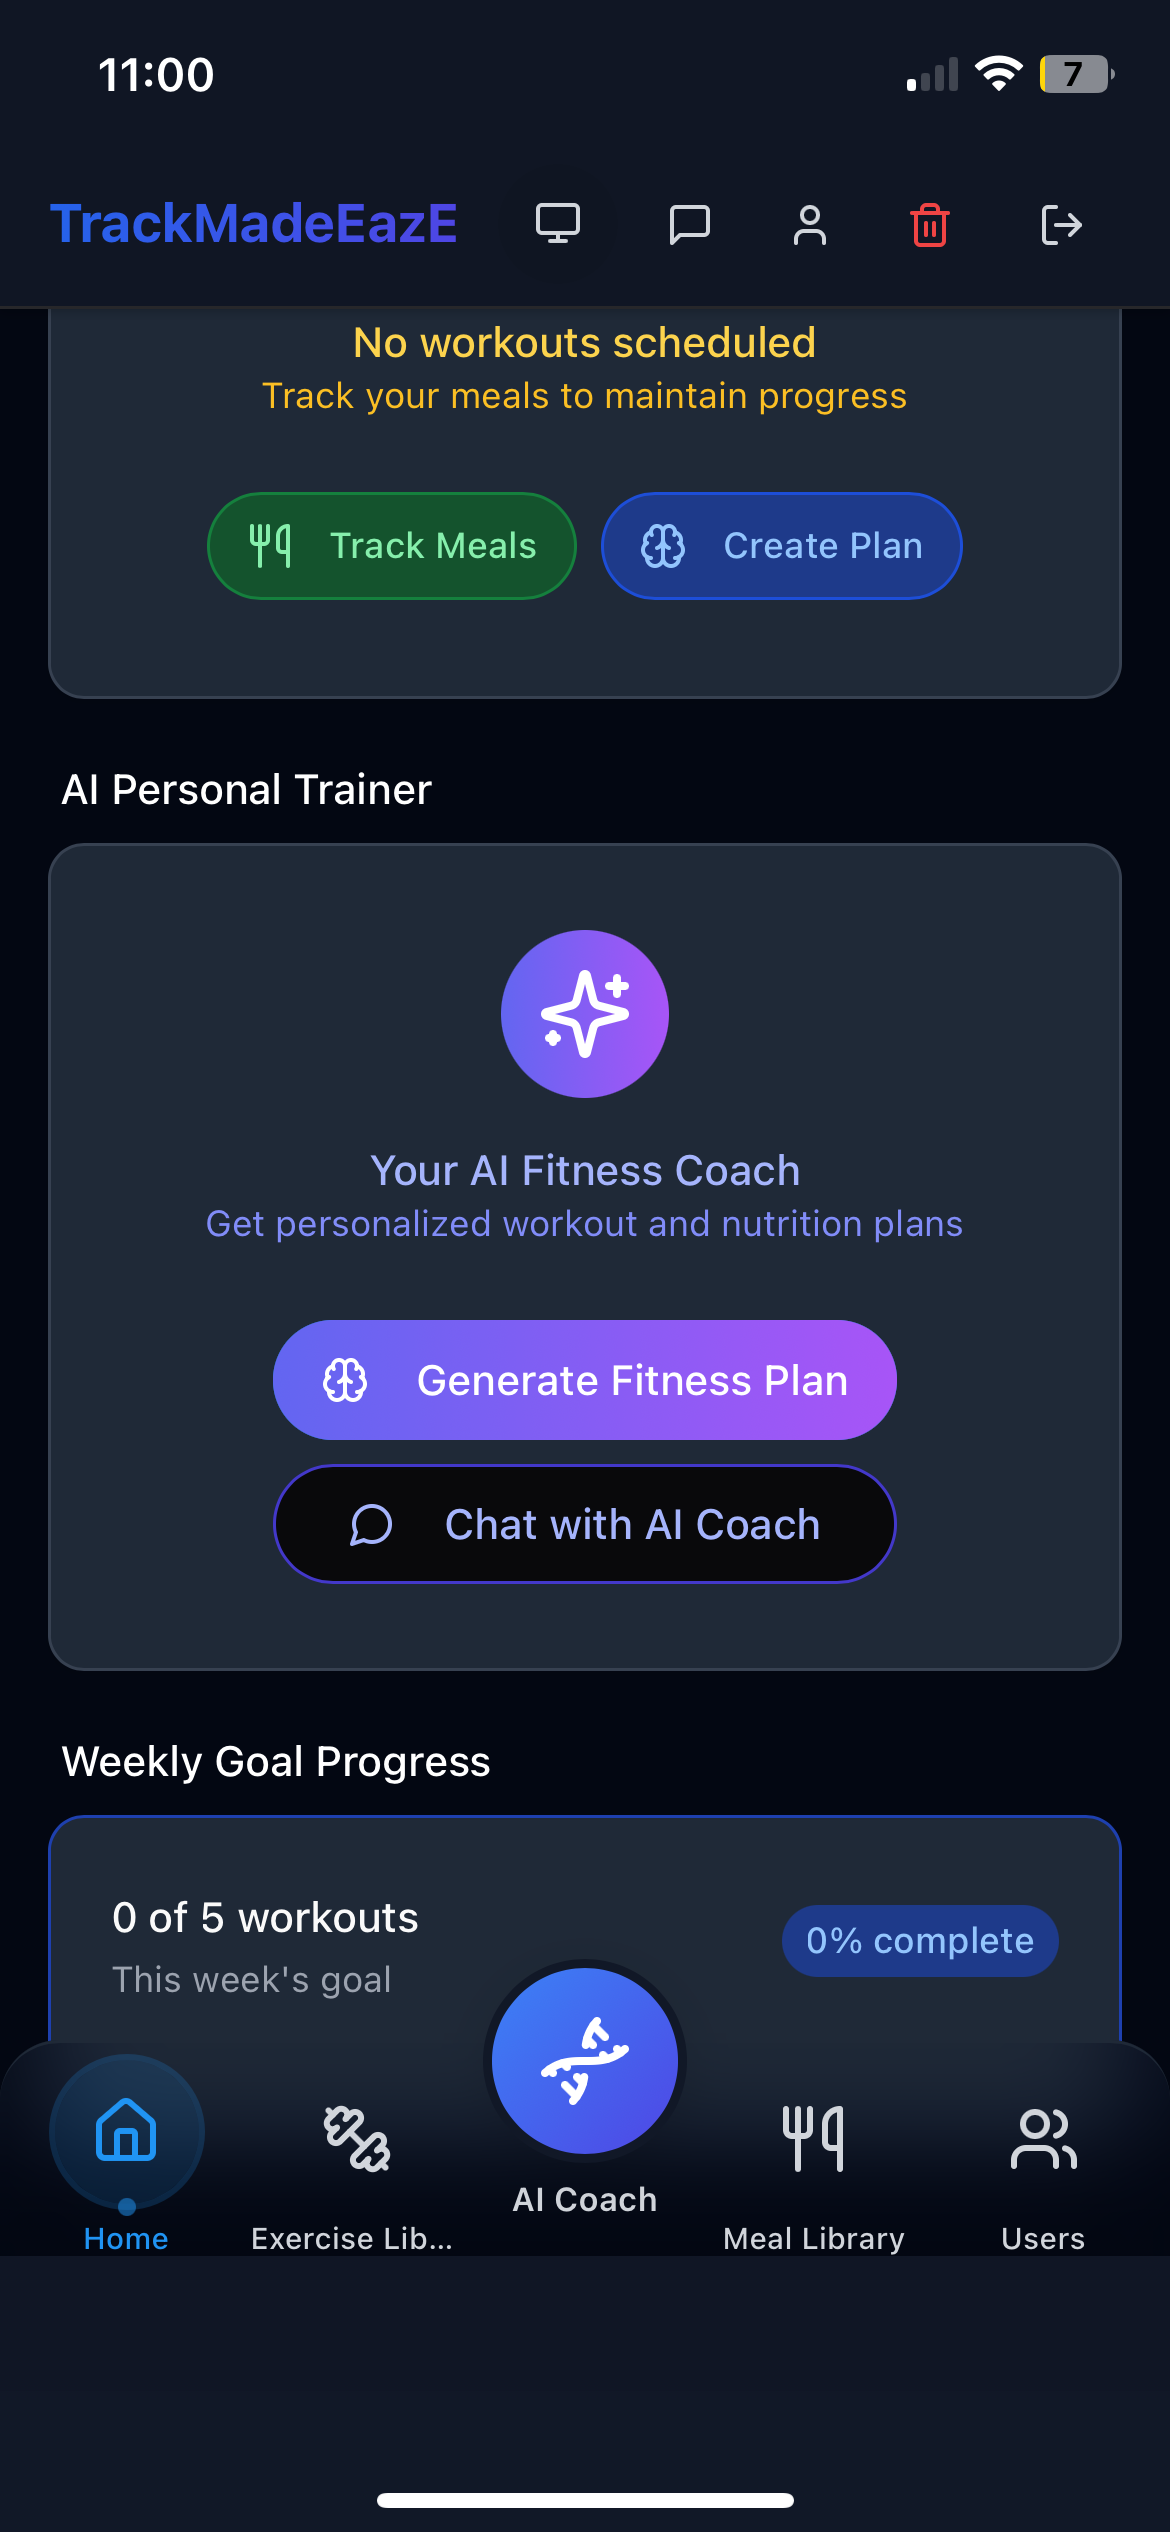 11:00
7
TrackMadeEazE
No workouts scheduled
Track your meals to maintain progress
Track Meals
Create Plan
AI Personal Trainer
Your AI Fitness Coach
Get personalized workout and nutrition plans
Generate Fitness Plan
Chat with AI Coach
Weekly Goal Progress
0 of 5 workouts
0% complete
This week's goal
Home
Exercise Lib...
AI Coach
Meal Library
Users